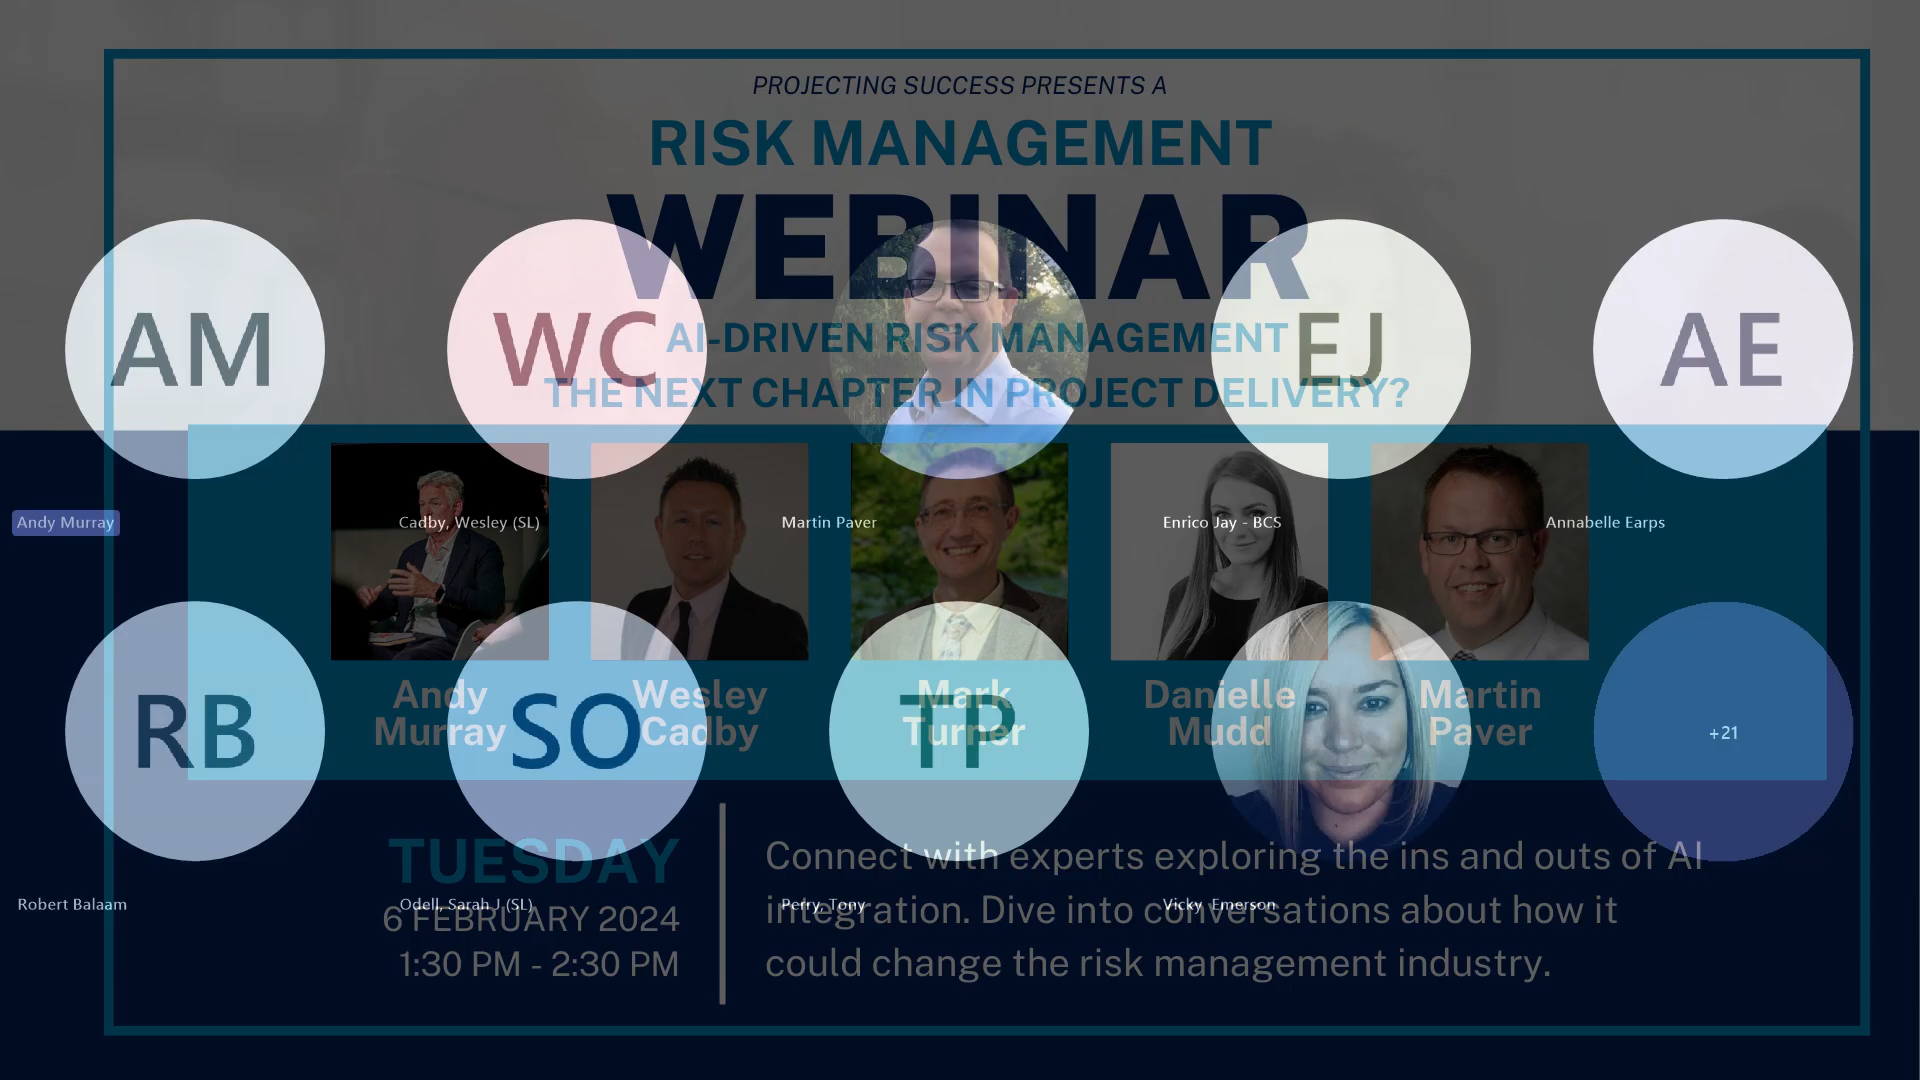 PROJECTING SUCCESS PRESENTS A
RISK MANAGEMENT
WEBINAR
AI-DRIVEN RISK MANAGEMENT
THE NEXT CHAPTER IN PROJECT DELIVERY?
AM
WC
EJ
AE
Andy Murray
Cadby, Wesley (SL)
Martin Paver
Enrico Jay - BCS
Annabelle Earps
Andy
Murray
Wesley
Cadby
Mark
Turner
Danielle
Mudd
Martin
Paver
RB
SO
TP
+21
Robert Balaam
Odell, Sarah J (SL)
Perry, Tony
Vicky Emerson
TUESDAY
6 FEBRUARY 2024
1:30 PM - 2:30 PM
Connect with experts exploring the ins and outs of AI
integration. Dive into conversations about how it
could change the risk management industry.